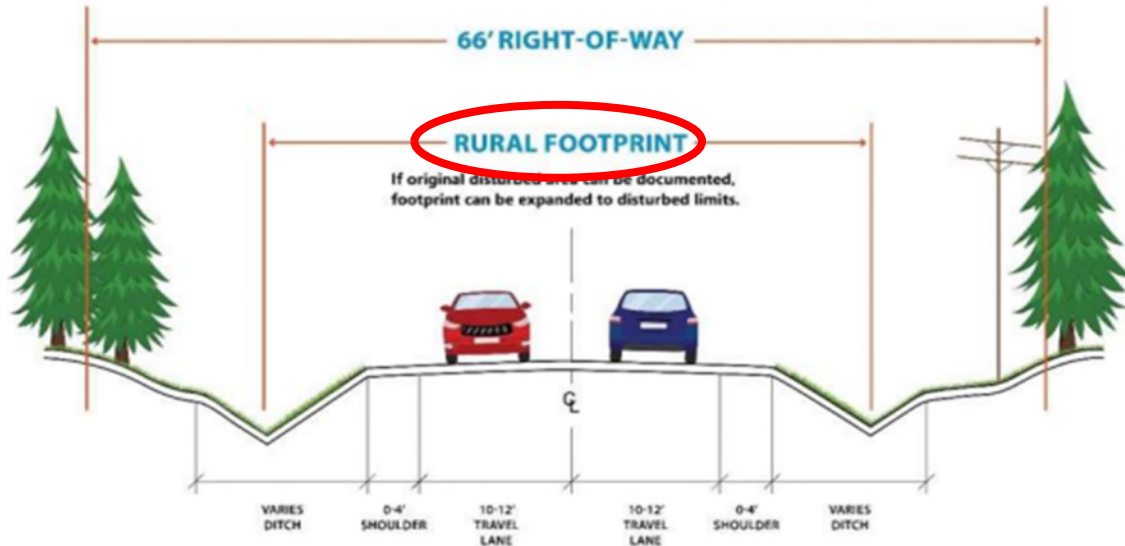 66' RIGHT-OF-WAY
RURAL FOOTPRINT
If original disturbed area can be documented,
footprint can be expanded to disturbed limits.
℄
VARIES
DITCH
0-4'
SHOULDER
10-12'
TRAVEL
LANE
10-12'
TRAVEL
LANE
0-4'
SHOULDER
VARIES
DITCH